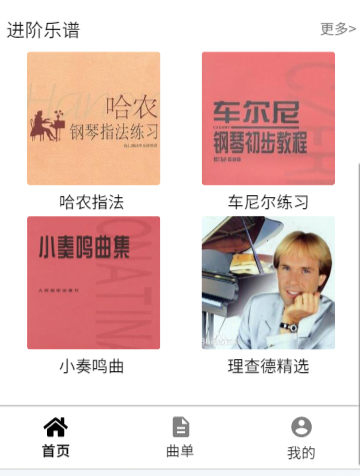 进阶乐谱
更多>
哈农
钢琴指法练习
哈农指法
车尔尼
钢琴初步教程
车尼尔练习
小奏鸣曲集
SONATINA
小奏鸣曲
理查德精选
首页
曲单
我的